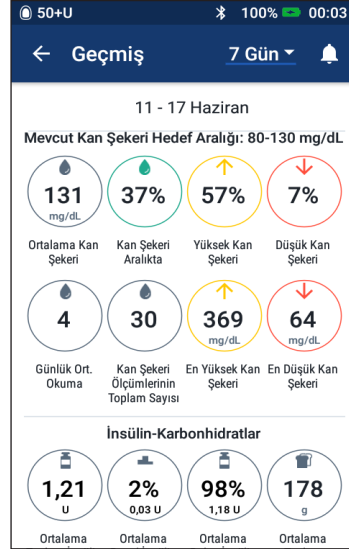 50+U 100% 00:03
Geçmiş 7 Gün
11 - 17 Haziran
Mevcut Kan Şekeri Hedef Aralığı: 80-130 mg/dL
131 37% 57% 7%
mg/dL
Ortalama Kan Kan Şekeri Yüksek Kan Düşük Kan
Şekeri Aralıkta Şekeri Şekeri
4 30 369 64
mg/dL mg/dL
Günlük Ort. Kan Şekeri En Yüksek Kan En Düşük Kan
Okuma Ölçümlerinin Şekeri Şekeri
Toplam Sayısı
İnsülin-Karbonhidratlar
1,21 2% 98% 178
U 0,03 U 1,18 U g
Ortalama Ortalama Ortalama Ortalama